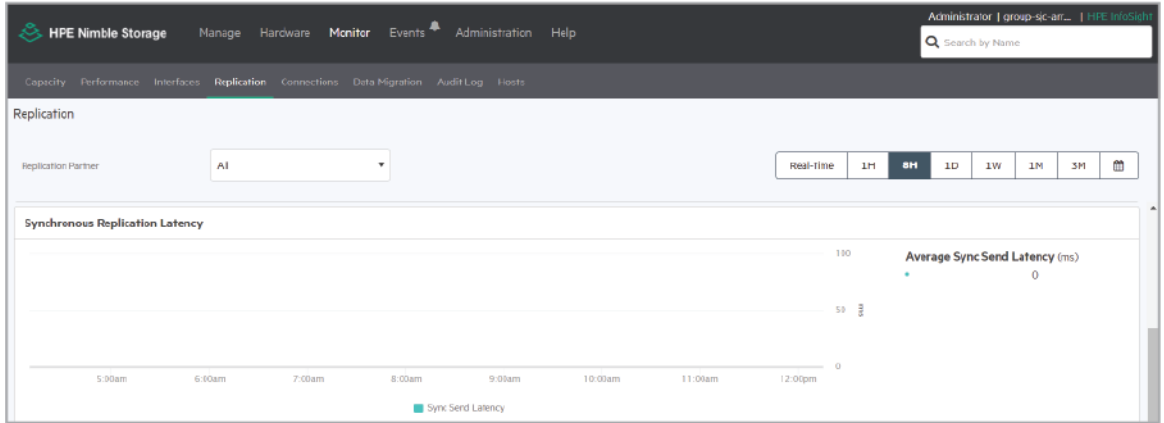 Administrator | group-sjc-arr... | HPE InfoSight
HPE Nimble Storage Manage Hardware Monitor Events Administration Help
Search by Name
Capacity Performance Interfaces Replication Connections Data Migration Audit Log Hosts
Replication
Replication Partner All Real-Time 1H 8H 1D 1W 1M 3M
Synchronous Replication Latency
100 Average Sync Send Latency (ms)
0
50 ms
0
5:00am 6:00am 7:00am 8:00am 9:00am 10:00am 11:00am 12:00pm
Sync Send Latency